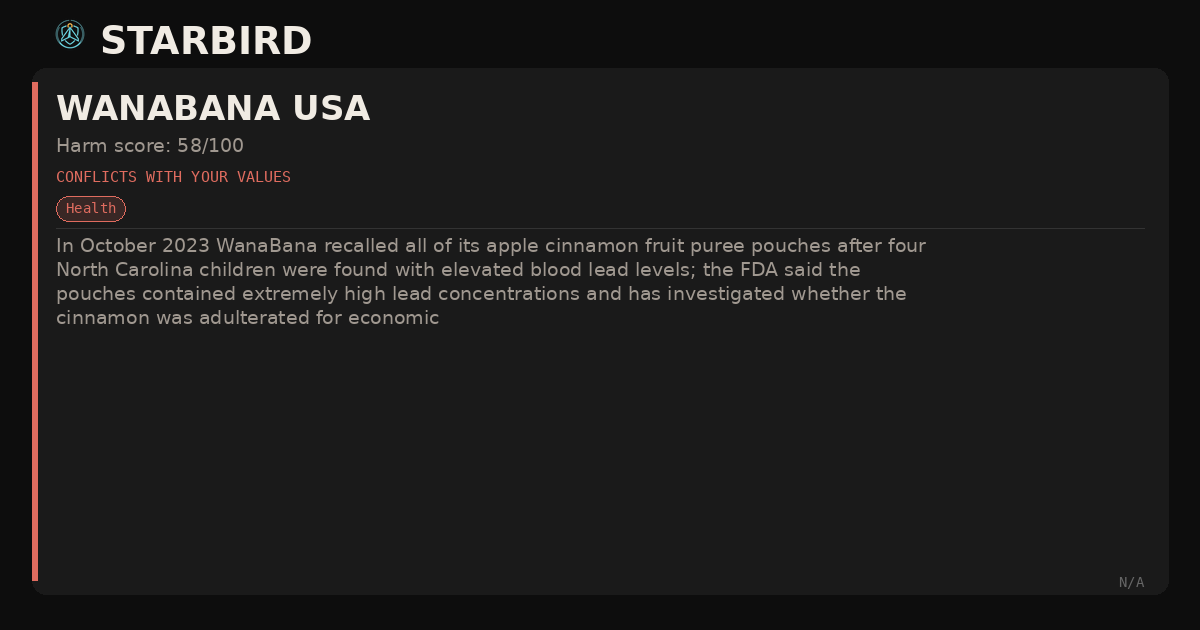 STARBIRD
WANABANA USA
Harm score: 58/100
CONFLICTS WITH YOUR VALUES
Health
In October 2023 WanaBana recalled all of its apple cinnamon fruit puree pouches after four
North Carolina children were found with elevated blood lead levels; the FDA said the
pouches contained extremely high lead concentrations and has investigated whether the
cinnamon was adulterated for economic
N/A